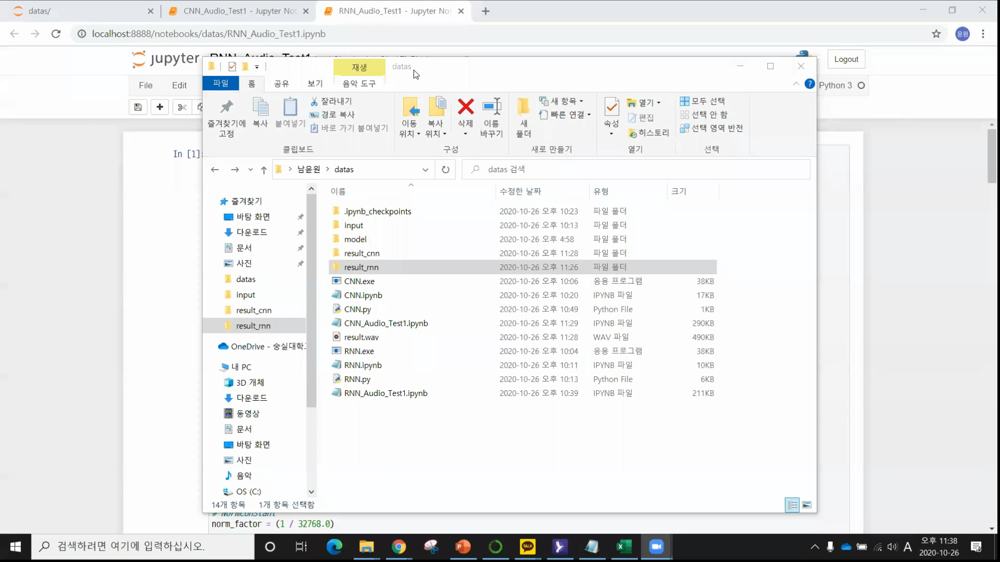 datas/
CNN_Audio_Test1 - Jupyter Not
RNN_Audio_Test1 - Jupyter Not
localhost:8888/notebooks/datas/RNN_Audio_Test1.ipynb
윤원
jupyter
RNN_Audio_Test1
Logout
File Edit
Python 3
In [1]:
재생 datas
파일 홈 공유 보기 음악 도구
즐겨찾기에 고정
복사
붙여넣기
잘라내기
경로 복사
바로 가기 붙여넣기
클립보드
이동 위치
복사 위치
삭제
이름 바꾸기
구성
새 폴더
새 항목
빠른 연결
새로 만들기
속성
열기
편집
히스토리
열기
모두 선택
선택 안 함
선택 영역 반전
선택
남윤원 datas
datas 검색
이름 수정한 날짜 유형 크기
.ipynb_checkpoints 2020-10-26 오후 10:23 파일 폴더
input 2020-10-26 오후 10:13 파일 폴더
model 2020-10-26 오후 4:58 파일 폴더
result_cnn 2020-10-26 오후 11:28 파일 폴더
result_rnn 2020-10-26 오후 11:26 파일 폴더
CNN.exe 2020-10-26 오후 10:06 응용 프로그램 38KB
CNN.ipynb 2020-10-26 오후 10:20 IPYNB 파일 17KB
CNN.py 2020-10-26 오후 10:49 Python File 1KB
CNN_Audio_Test1.ipynb 2020-10-26 오후 11:29 IPYNB 파일 290KB
result.wav 2020-10-26 오후 11:28 WAV 파일 490KB
RNN.exe 2020-10-26 오후 10:04 응용 프로그램 38KB
RNN.ipynb 2020-10-26 오후 10:11 IPYNB 파일 10KB
RNN.py 2020-10-26 오후 10:13 Python File 6KB
RNN_Audio_Test1.ipynb 2020-10-26 오후 10:39 IPYNB 파일 211KB
즐겨찾기
바탕 화면
다운로드
문서
사진
datas
input
result_cnn
result_rnn
OneDrive - 숭실대학교
내 PC
3D 개체
다운로드
동영상
문서
바탕 화면
사진
음악
OS (C:)
14개 항목 1개 항목 선택함
# NormConstant
norm_factor = (1 / 32768.0)
검색하려면 여기에 입력하십시오.
TALK
A
오후 11:38
2020-10-26